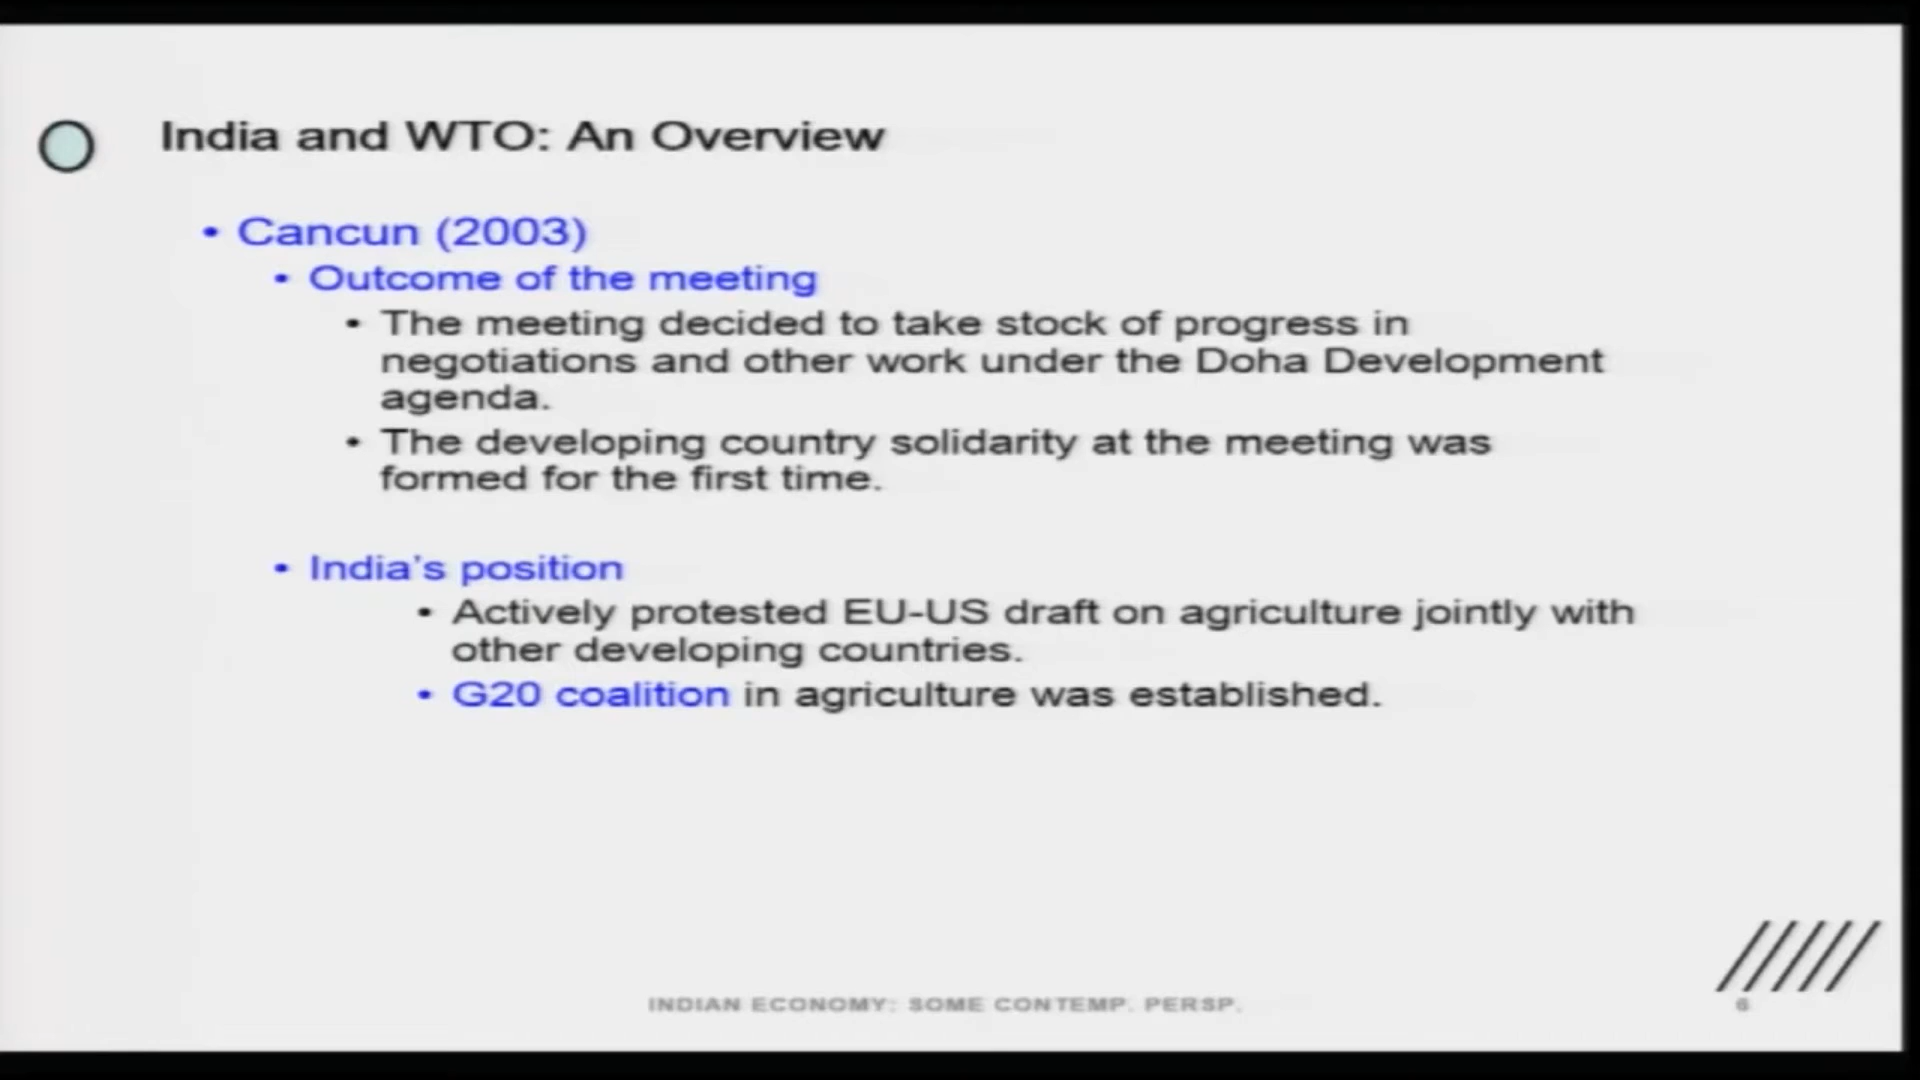 India and WTO: An Overview
• Cancun (2003)
• Outcome of the meeting
• The meeting decided to take stock of progress in
negotiations and other work under the Doha Development
agenda.
• The developing country solidarity at the meeting was
formed for the first time.
• India's position
• Actively protested EU-US draft on agriculture jointly with
other developing countries.
• G20 coalition in agriculture was established.
INDIAN ECONOMY: SOME CONTEMP. PERSP.
6